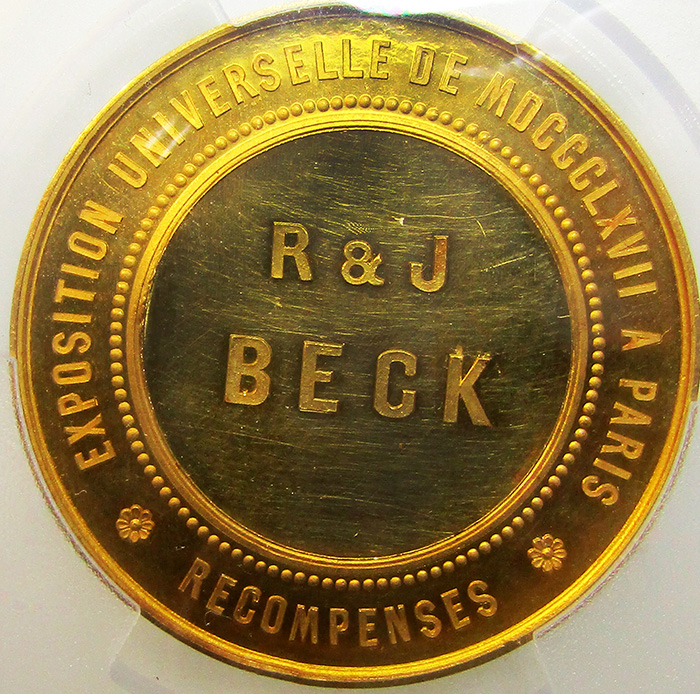 EXPOSITION UNIVERSELLE DE MDCCCLXVII A PARIS
R & J
BECK
RECOMPENSES